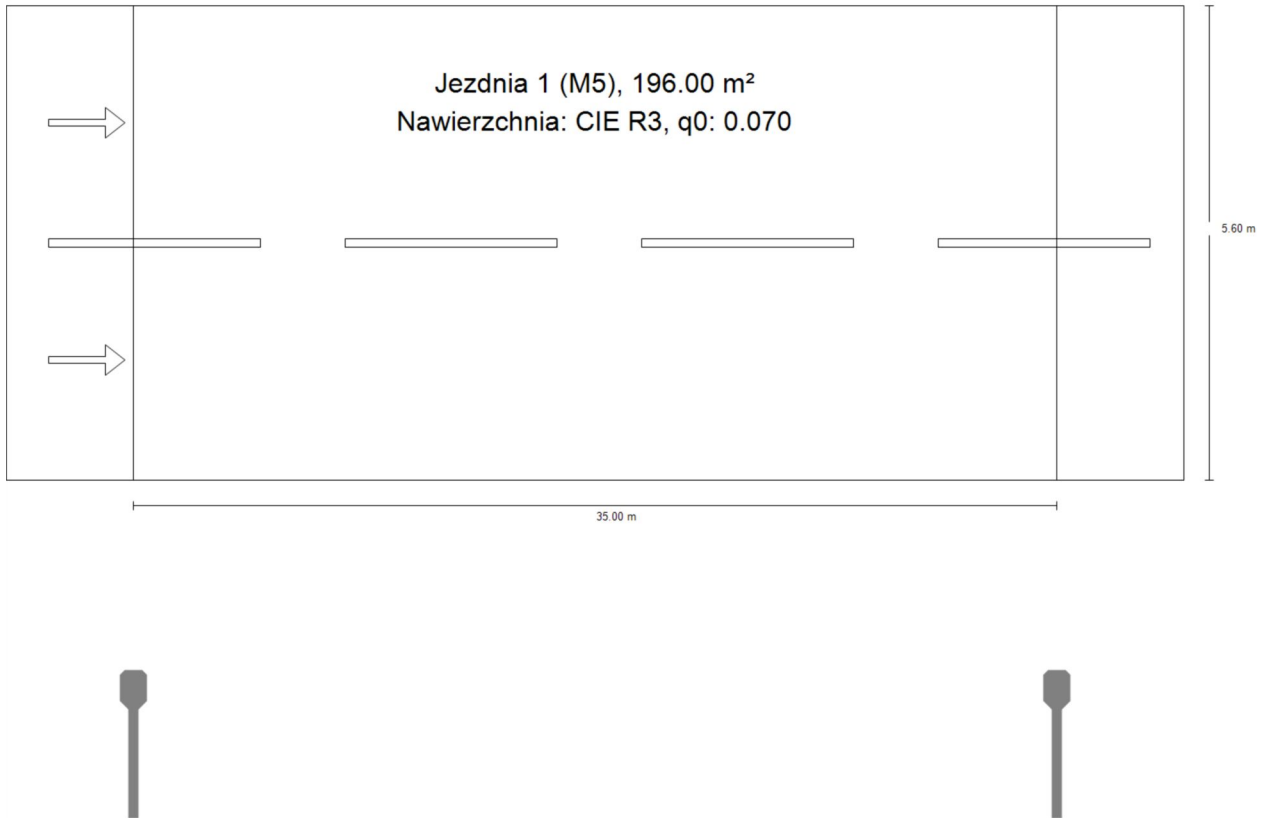 Jezdnia 1 (M5), 196.00 m²
Nawierzchnia: CIE R3, q0: 0.070
5.60 m
35.00 m